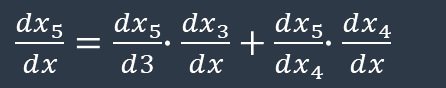 dx₅/dx = dx₅/d3 · dx₃/dx + dx₅/dx₄ · dx₄/dx